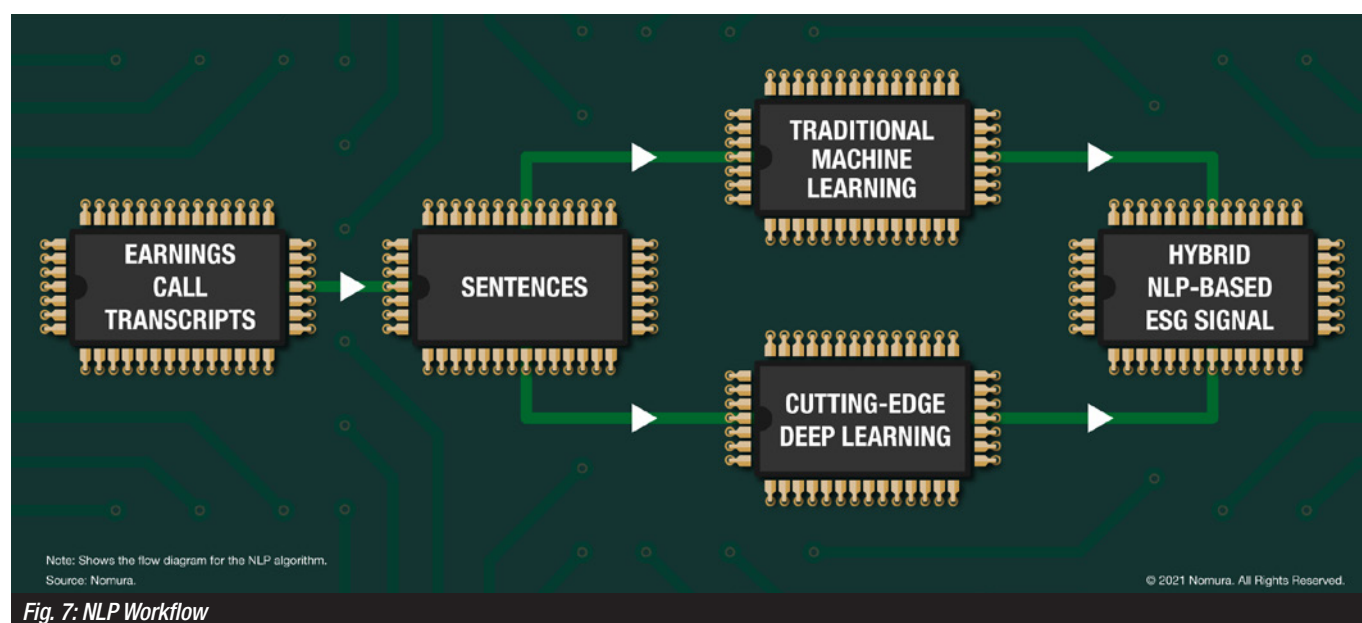 EARNINGS
CALL
TRANSCRIPTS
SENTENCES
TRADITIONAL
MACHINE
LEARNING
CUTTING-EDGE
DEEP LEARNING
HYBRID
NLP-BASED
ESG SIGNAL
Note: Shows the flow diagram for the NLP algorithm.
Source: Nomura.
© 2021 Nomura. All Rights Reserved.
Fig. 7: NLP Workflow